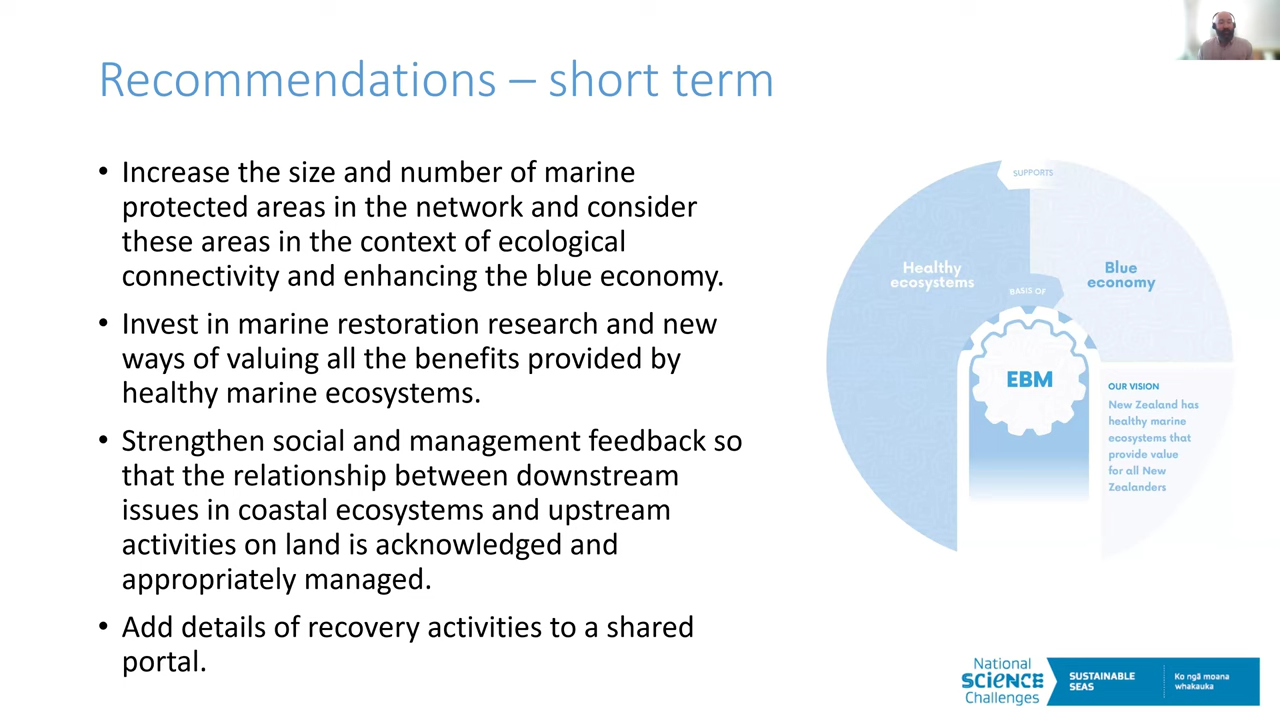 Recommendations – short term
• Increase the size and number of marine
protected areas in the network and consider
these areas in the context of ecological
connectivity and enhancing the blue economy.
• Invest in marine restoration research and new
ways of valuing all the benefits provided by
healthy marine ecosystems.
• Strengthen social and management feedback so
that the relationship between downstream
issues in coastal ecosystems and upstream
activities on land is acknowledged and
appropriately managed.
• Add details of recovery activities to a shared
portal.
SUPPORTS
Healthy
ecosystems
Blue
economy
BASIS OF
EBM
OUR VISION
New Zealand has
healthy marine
ecosystems that
provide value
for all New
Zealanders
National
SCIENCE
Challenges
SUSTAINABLE
SEAS
Ko ngā moana
whakauka